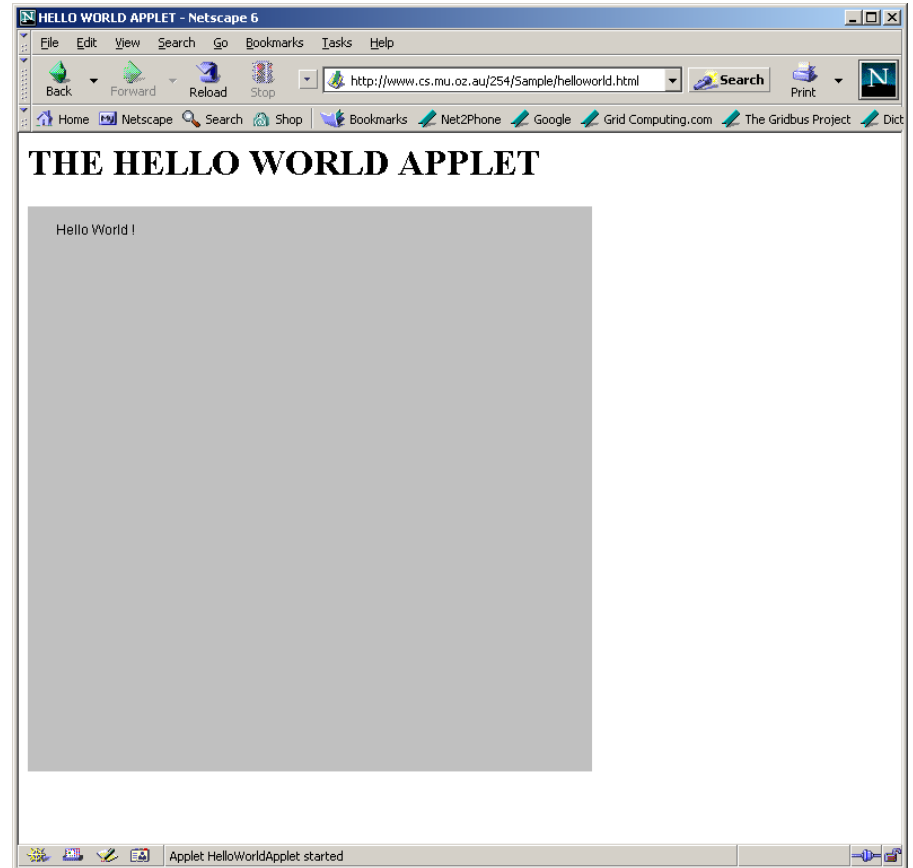 HELLO WORLD APPLET - Netscape 6
File Edit View Search Go Bookmarks Tasks Help
Back Forward Reload Stop http://www.cs.mu.oz.au/254/Sample/helloworld.html Search Print N
Home Netscape Search Shop Bookmarks Net2Phone Google Grid Computing.com The Gridbus Project Dict
THE HELLO WORLD APPLET
Hello World !
Applet HelloWorldApplet started